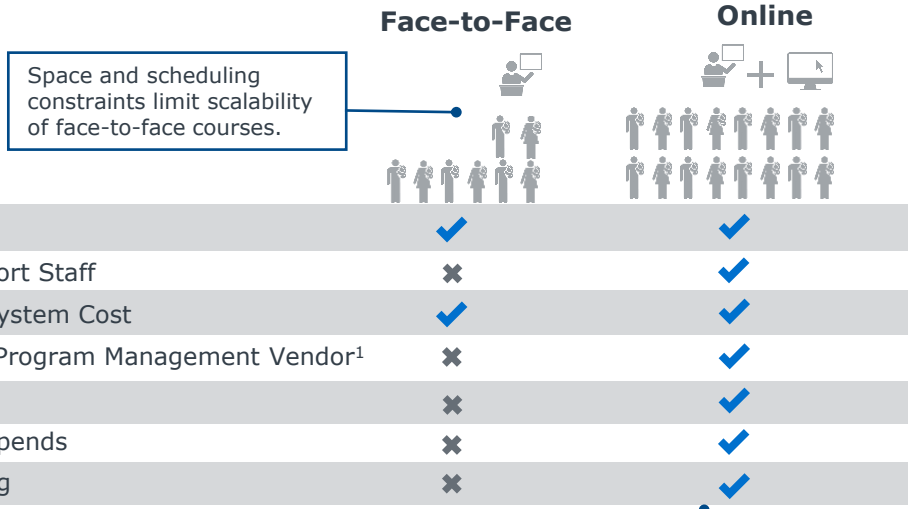 Face-to-Face
Online
Space and scheduling
constraints limit scalability
of face-to-face courses.
ort Staff
ystem Cost
Program Management Vendor1
pends
g